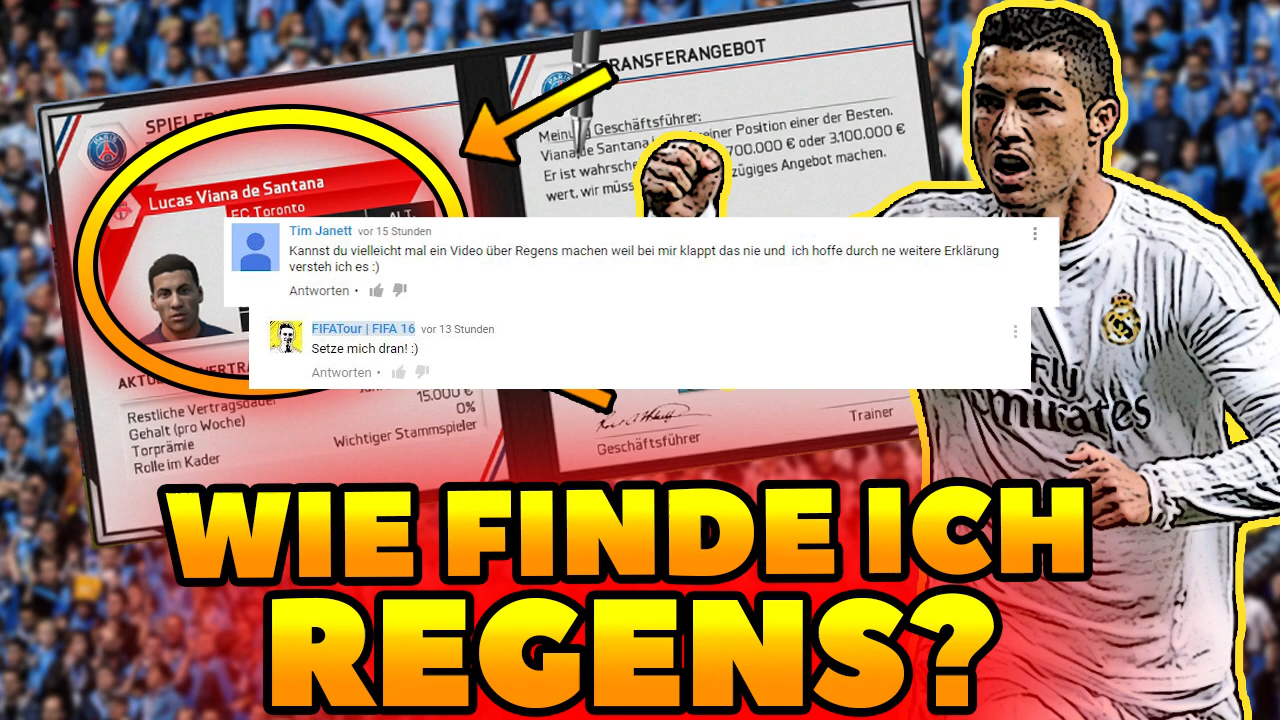 SPIELER
TRANSFERANGEBOT
Lucas Viana de Santana
FC Toronto
ALT.
Geschäftsführer:
Viana de Santana einer Position einer der Besten.
Er ist 700.000 € oder 3.100.000 €
wert, wir zügiges Angebot machen.
Tim Janett vor 15 Stunden
Kannst du vielleicht mal ein Video über Regens machen weil bei mir klappt das nie und ich hoffe durch ne weitere Erklärung
versteh ich es :)
Antworten •
FIFATour | FIFA 16 vor 13 Stunden
Setze mich dran! :)
Antworten •
Restliche Vertragsdauer
Gehalt (pro Woche) 15.000 €
Torprämie 0%
Rolle im Kader Wichtiger Stammspieler
Geschäftsführer
Trainer
Fly
Emirates
WIE FINDE ICH
REGENS?